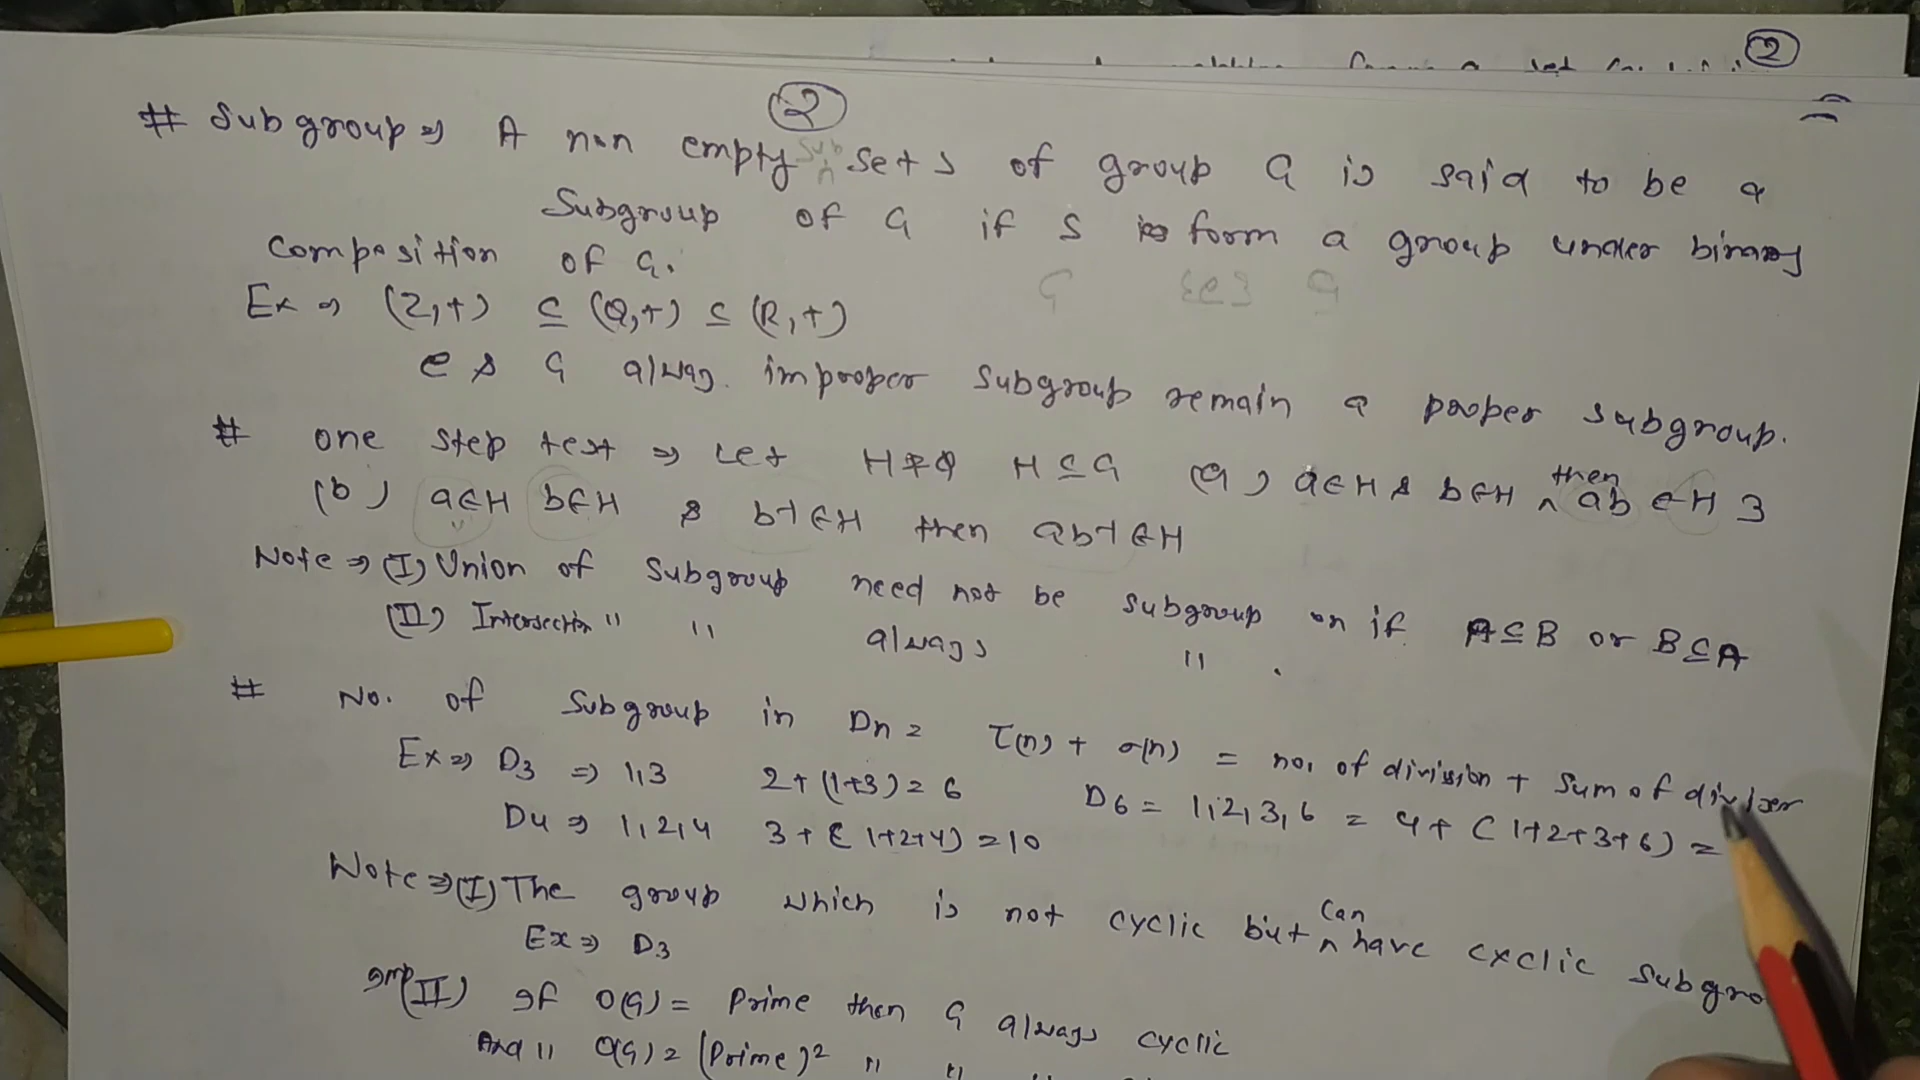 2
2
# Subgroup ⇒ A non empty sub set S of group G is said to be a
Subgroup of G if S is form a group under binary
Composition of G.
G {e} G
Ex ⇒ (Z,+) ⊆ (Q,+) ⊆ (R,+)
e & G always improper subgroup remain a proper subgroup.
# one step test ⇒ Let H≠φ H⊆G (a) a∈H & b∈H then ab ∈H }
(b) a∈H b∈H & b⁻¹∈H then ab⁻¹∈H
Note ⇒ (I) Union of subgroup need not be subgroup on if A⊆B or B⊆A
(II) Intersection " " always " .
# No. of Subgroup in Dn = τ(n) + σ(n) = no. of division + sum of divisor
Ex ⇒ D3 ⇒ 1,3 2+(1+3)=6 D6 = 1,2,3,6 = 4+(1+2+3+6) =
D4 ⇒ 1,2,4 3+(1+2+4)=10
Note ⇒ (I) The group which is not cyclic but can have cyclic subgro
Ex ⇒ D3
Imp (II) If O(G) = Prime then G always cyclic
And " O(G) = (Prime)² " "